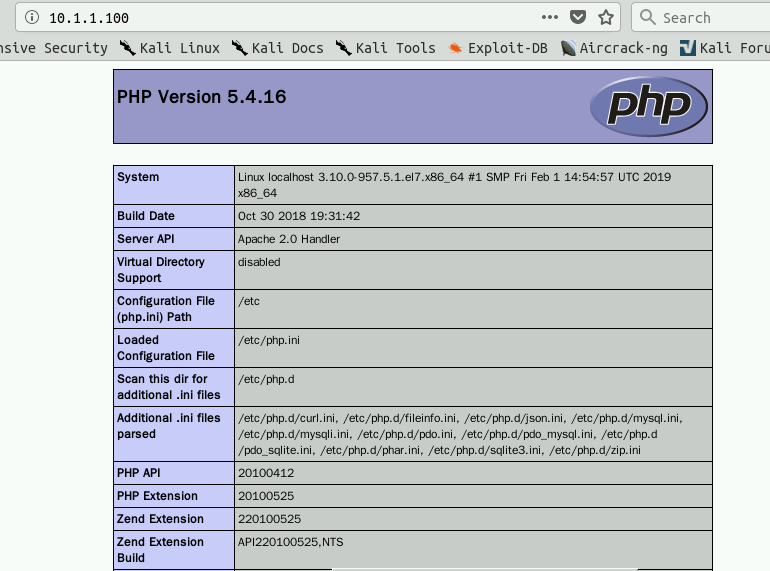 10.1.1.100
Search
nsive Security Kali Linux Kali Docs Kali Tools Exploit-DB Aircrack-ng Kali Foru
PHP Version 5.4.16
php
System Linux localhost 3.10.0-957.5.1.el7.x86_64 #1 SMP Fri Feb 1 14:54:57 UTC 2019
x86_64
Build Date Oct 30 2018 19:31:42
Server API Apache 2.0 Handler
Virtual Directory disabled
Support
Configuration File /etc
(php.ini) Path
Loaded /etc/php.ini
Configuration File
Scan this dir for /etc/php.d
additional .ini files
Additional .ini files /etc/php.d/curl.ini, /etc/php.d/fileinfo.ini, /etc/php.d/json.ini, /etc/php.d/mysql.ini,
parsed /etc/php.d/mysqli.ini, /etc/php.d/pdo.ini, /etc/php.d/pdo_mysql.ini, /etc/php.d
/pdo_sqlite.ini, /etc/php.d/phar.ini, /etc/php.d/sqlite3.ini, /etc/php.d/zip.ini
PHP API 20100412
PHP Extension 20100525
Zend Extension 220100525
Zend Extension API220100525,NTS
Build